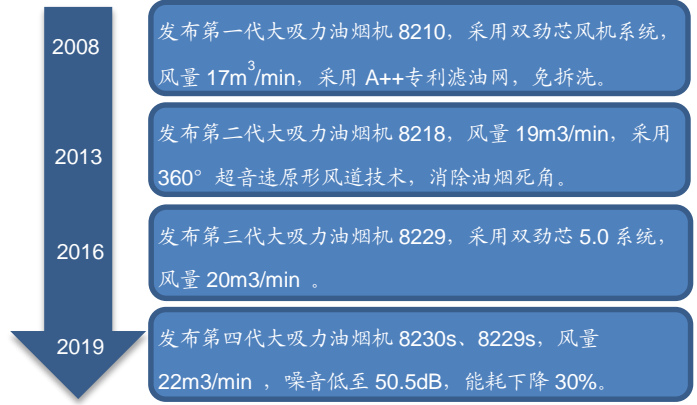 2008
发布第一代大吸力油烟机 8210，采用双劲芯风机系统，
风量 17m³/min，采用 A++专利滤油网，免拆洗。
2013
发布第二代大吸力油烟机 8218，风量 19m3/min，采用
360°超音速原形风道技术，消除油烟死角。
2016
发布第三代大吸力油烟机 8229，采用双劲芯 5.0 系统，
风量 20m3/min 。
2019
发布第四代大吸力油烟机 8230s、8229s，风量
22m3/min ，噪音低至 50.5dB，能耗下降 30%。